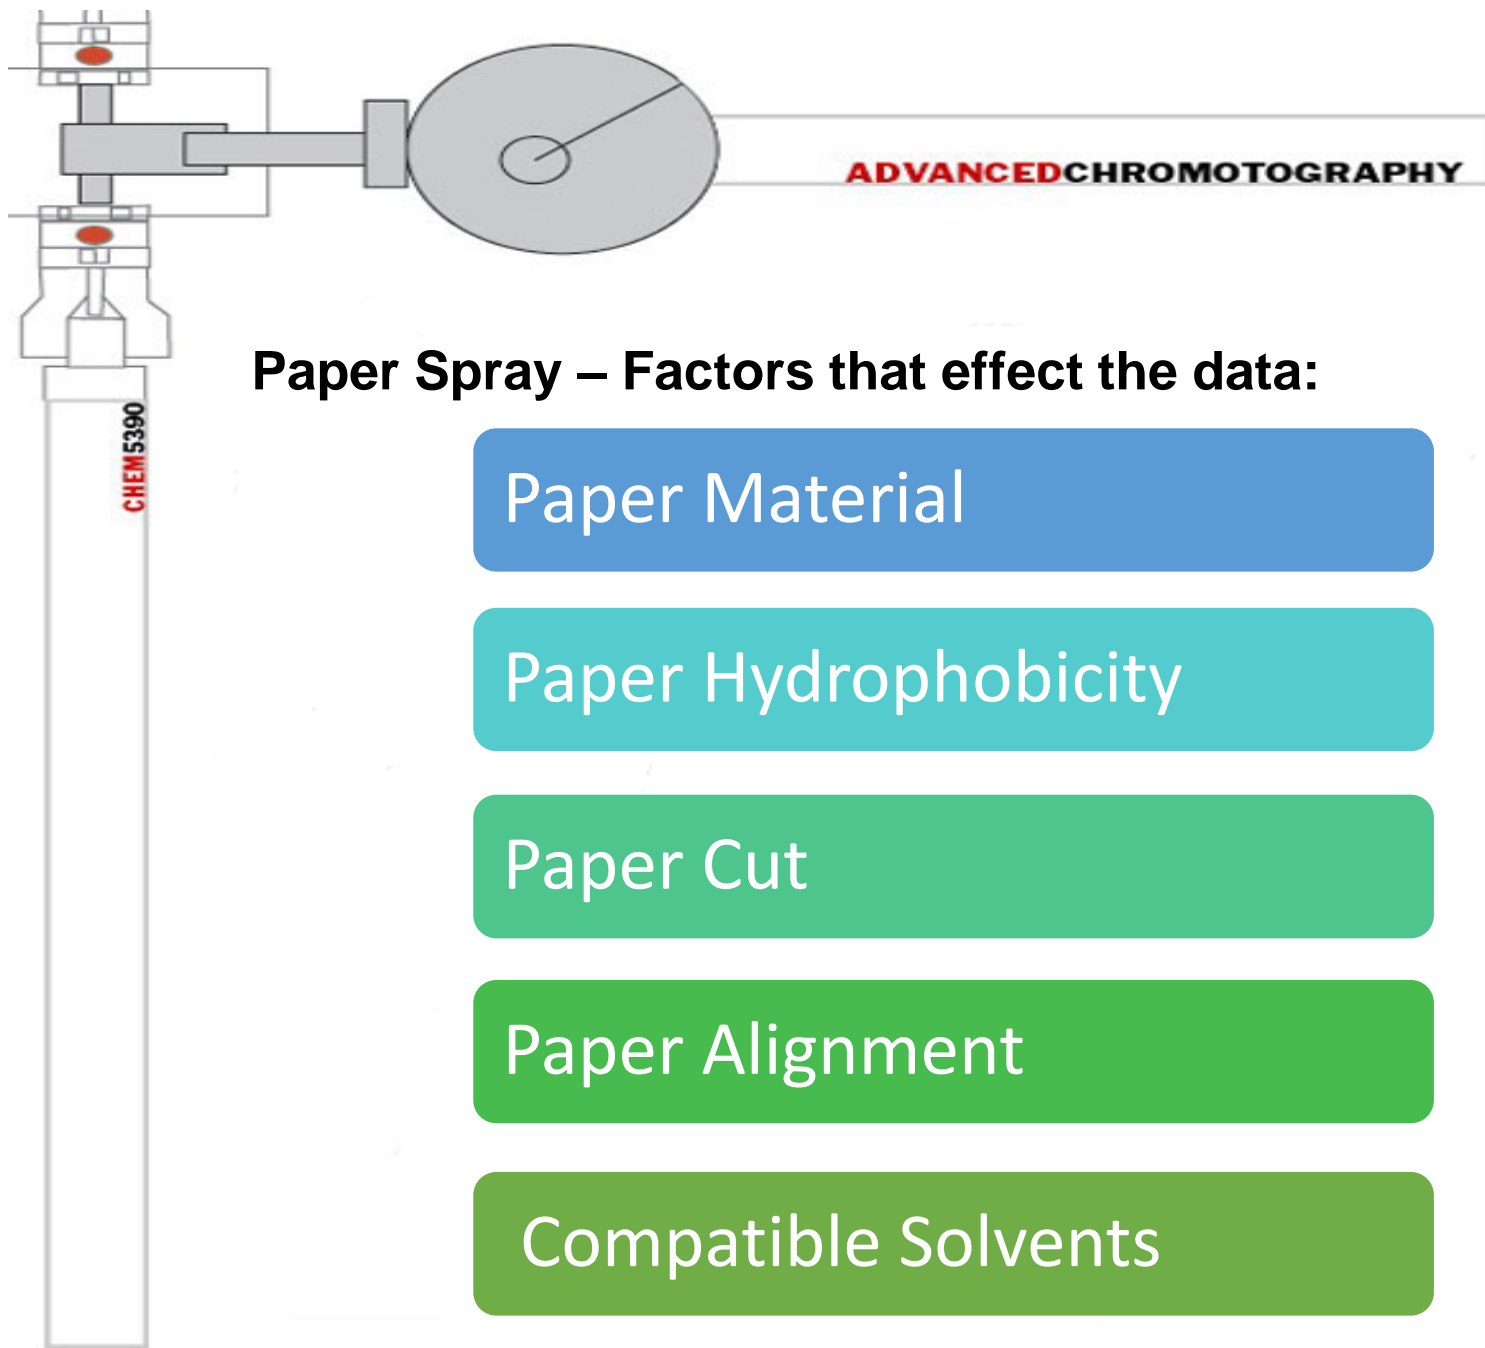 ADVANCEDCHROMOTOGRAPHY
Paper Spray – Factors that effect the data:
CHEM5390
Paper Material
Paper Hydrophobicity
Paper Cut
Paper Alignment
Compatible Solvents